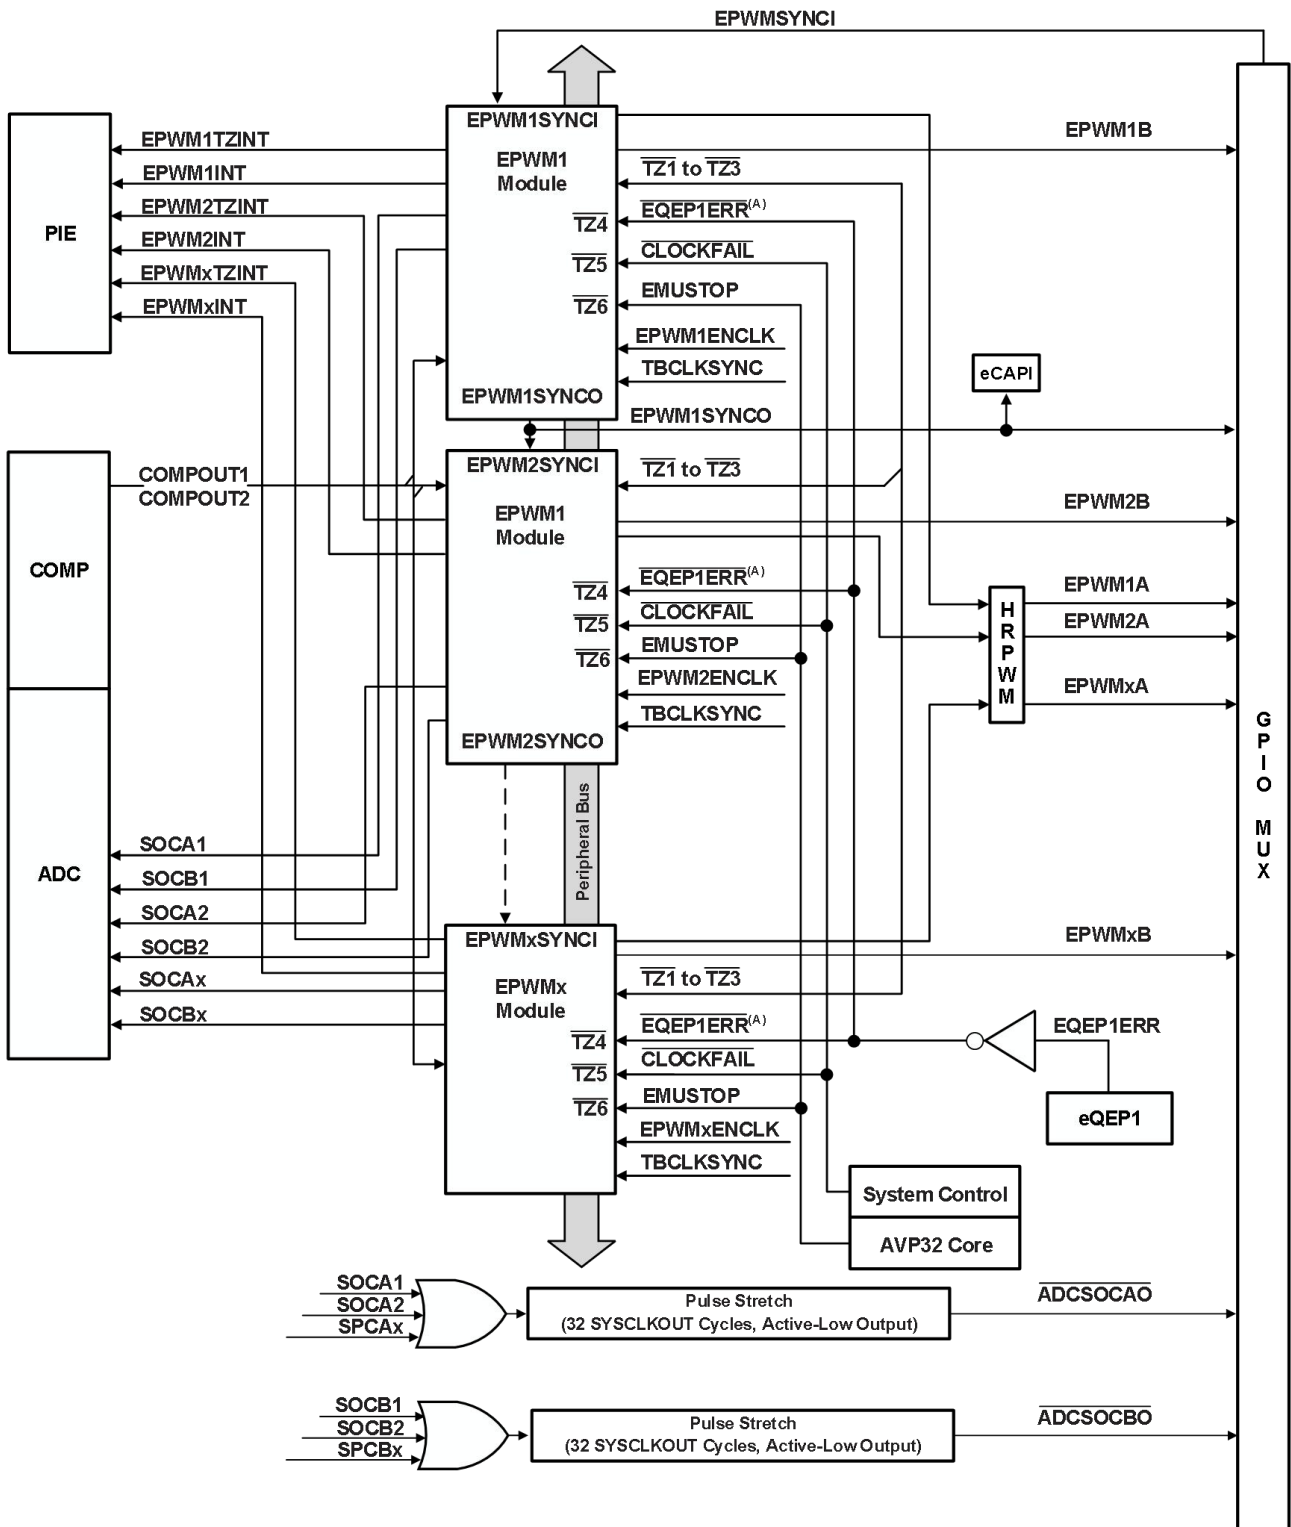 EPWMSYNCI
EPWM1SYNCI
EPWM1
Module
TZ4
TZ5
TZ6
EPWM1SYNCO
EPWM1TZINT
EPWM1INT
EPWM2TZINT
EPWM2INT
EPWMxTZINT
EPWMxINT
PIE
TZ1 to TZ3
EQEP1ERR(A)
CLOCKFAIL
EMUSTOP
EPWM1ENCLK
TBCLKSYNC
EPWM1B
eCAPI
EPWM1SYNCO
COMPOUT1
COMPOUT2
COMP
EPWM2SYNCI
EPWM1
Module
TZ4
TZ5
TZ6
EPWM2SYNCO
TZ1 to TZ3
EQEP1ERR(A)
CLOCKFAIL
EMUSTOP
EPWM2ENCLK
TBCLKSYNC
EPWM2B
HRPWM
EPWM1A
EPWM2A
EPWMxA
GPIO MUX
Peripheral Bus
ADC
SOCA1
SOCB1
SOCA2
SOCB2
SOCAx
SOCBx
EPWMxSYNCI
EPWMx
Module
TZ4
TZ5
TZ6
EPWMxB
TZ1 to TZ3
EQEP1ERR(A)
CLOCKFAIL
EMUSTOP
EPWMxENCLK
TBCLKSYNC
EQEP1ERR
eQEP1
System Control
AVP32 Core
SOCA1
SOCA2
SPCAx
Pulse Stretch
(32 SYSCLKOUT Cycles, Active-Low Output)
ADCSOCAO
SOCB1
SOCB2
SPCBx
Pulse Stretch
(32 SYSCLKOUT Cycles, Active-Low Output)
ADCSOCBO